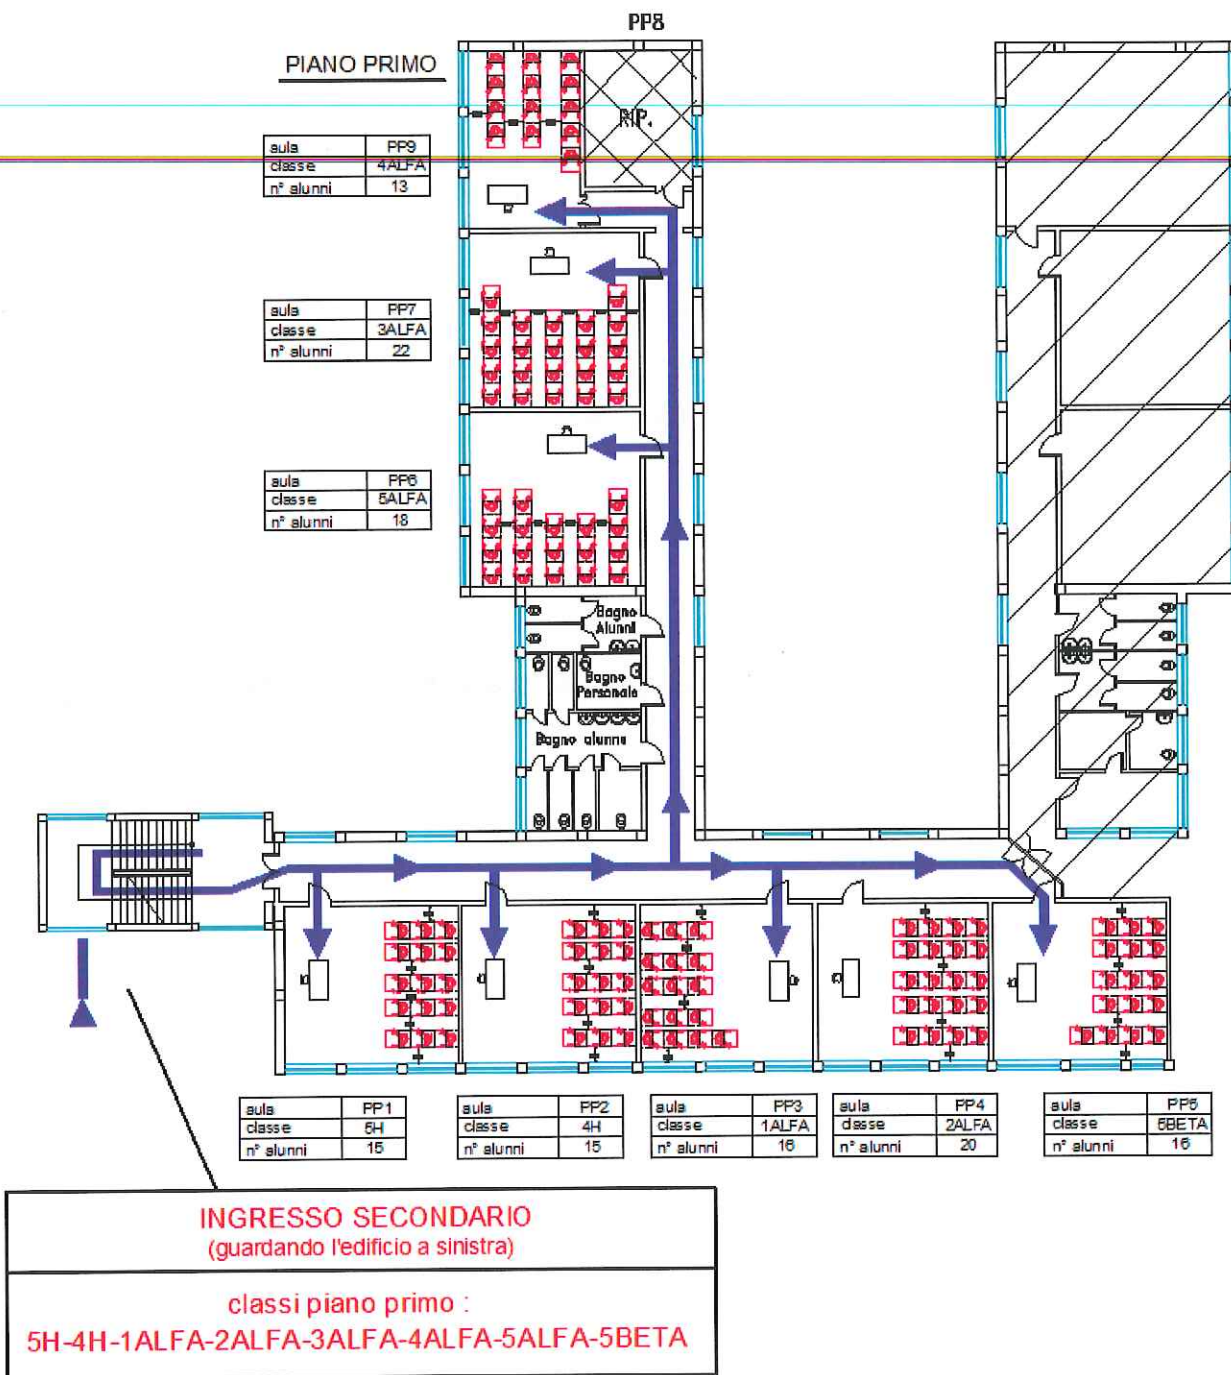 PP8
PIANO PRIMO
RIP.
aula PP9
classe 4ALFA
n° alunni 13
aula PP7
classe 3ALFA
n° alunni 22
aula PP6
classe 5ALFA
n° alunni 18
Bagno
Alunni
Bagno
Personale
Bagno alunne
aula PP1
classe 5H
n° alunni 15
aula PP2
classe 4H
n° alunni 15
aula PP3
classe 1ALFA
n° alunni 16
aula PP4
classe 2ALFA
n° alunni 20
aula PP5
classe 5BETA
n° alunni 16
INGRESSO SECONDARIO
(guardando l'edificio a sinistra)
classi piano primo :
5H-4H-1ALFA-2ALFA-3ALFA-4ALFA-5ALFA-5BETA